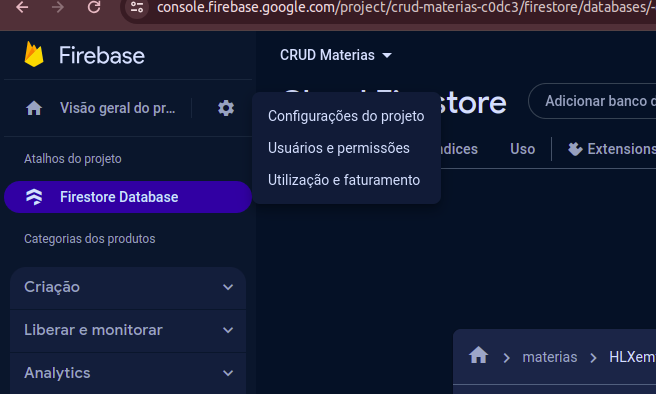 console.firebase.google.com/project/crud-materias-c0dc3/firestore/databases/-
Firebase
CRUD Materias
Visão geral do pr...
Configurações do projeto
Usuários e permissões
Utilização e faturamento
store
Adicionar banco d
ndices
Uso
Extensions
Atalhos do projeto
Firestore Database
Categorias dos produtos
Criação
Liberar e monitorar
Analytics
materias
HLXem